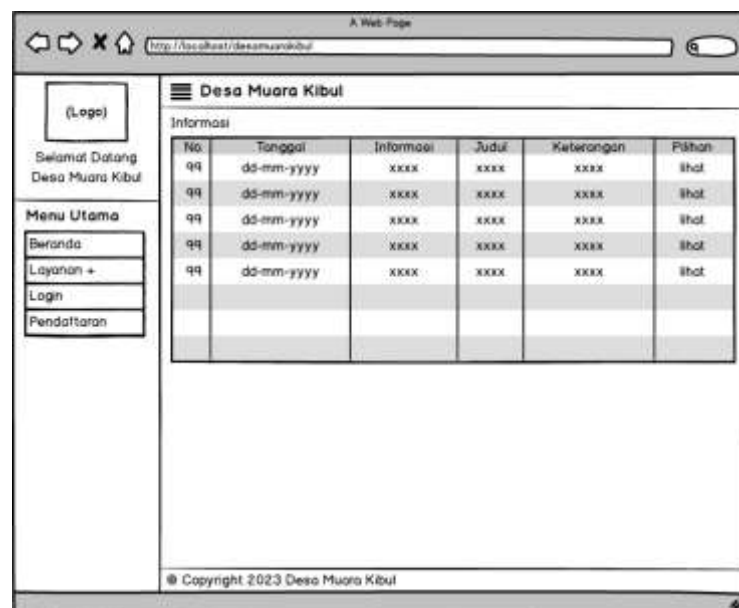 A Web Page
http://localhost/desamuarakibul
(Logo)
Selamat Datang
Desa Muara Kibul
Menu Utama
Beranda
Layanan +
Login
Pendaftaran
Desa Muara Kibul
Informasi
No. Tanggal Informasi Judul Keterangan Pilihan
99 dd-mm-yyyy xxxx xxxx xxxx lihat
99 dd-mm-yyyy xxxx xxxx xxxx lihat
99 dd-mm-yyyy xxxx xxxx xxxx lihat
99 dd-mm-yyyy xxxx xxxx xxxx lihat
99 dd-mm-yyyy xxxx xxxx xxxx lihat
© Copyright 2023 Desa Muara Kibul